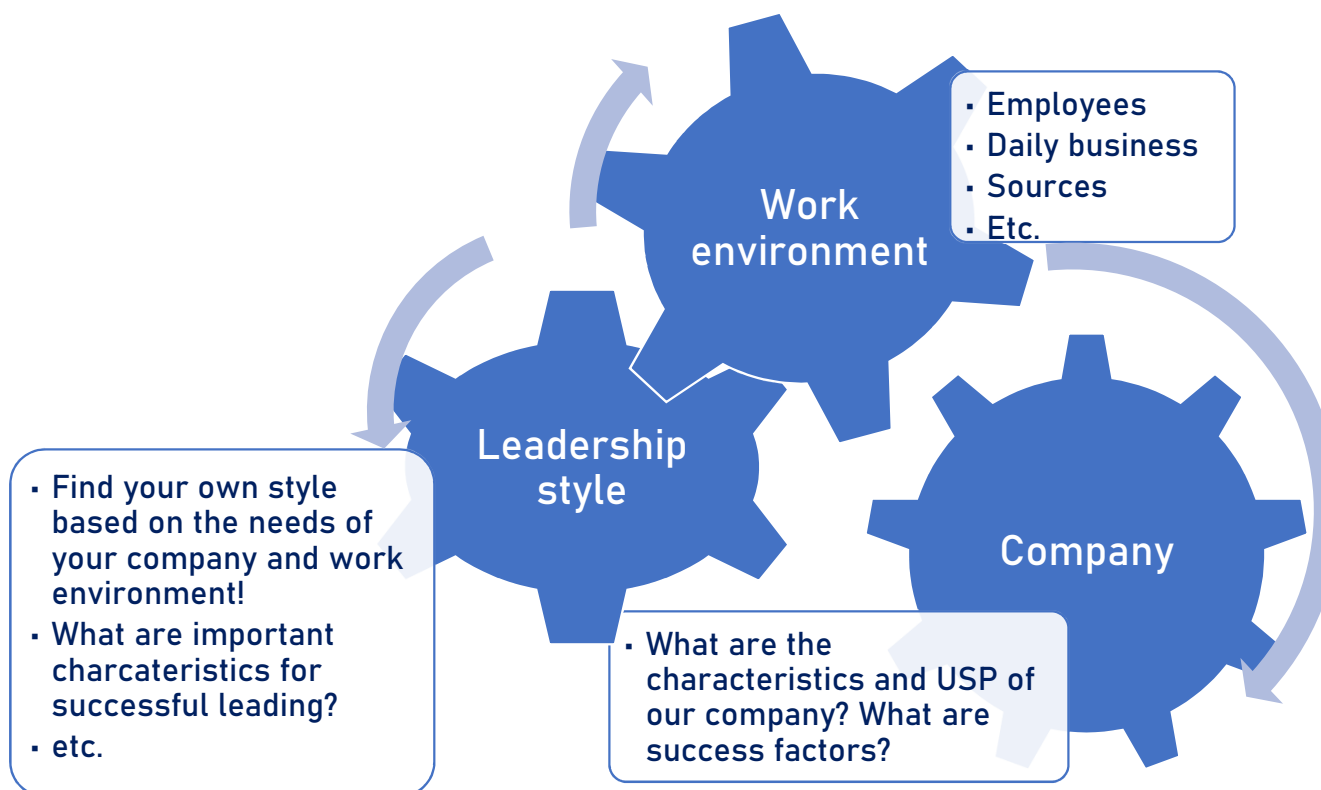 Work
environment
▪ Employees
▪ Daily business
▪ Sources
▪ Etc.
Leadership
style
▪ Find your own style
based on the needs of
your company and work
environment!
▪ What are important
charcateristics for
successful leading?
▪ etc.
Company
▪ What are the
characteristics and USP of
our company? What are
success factors?